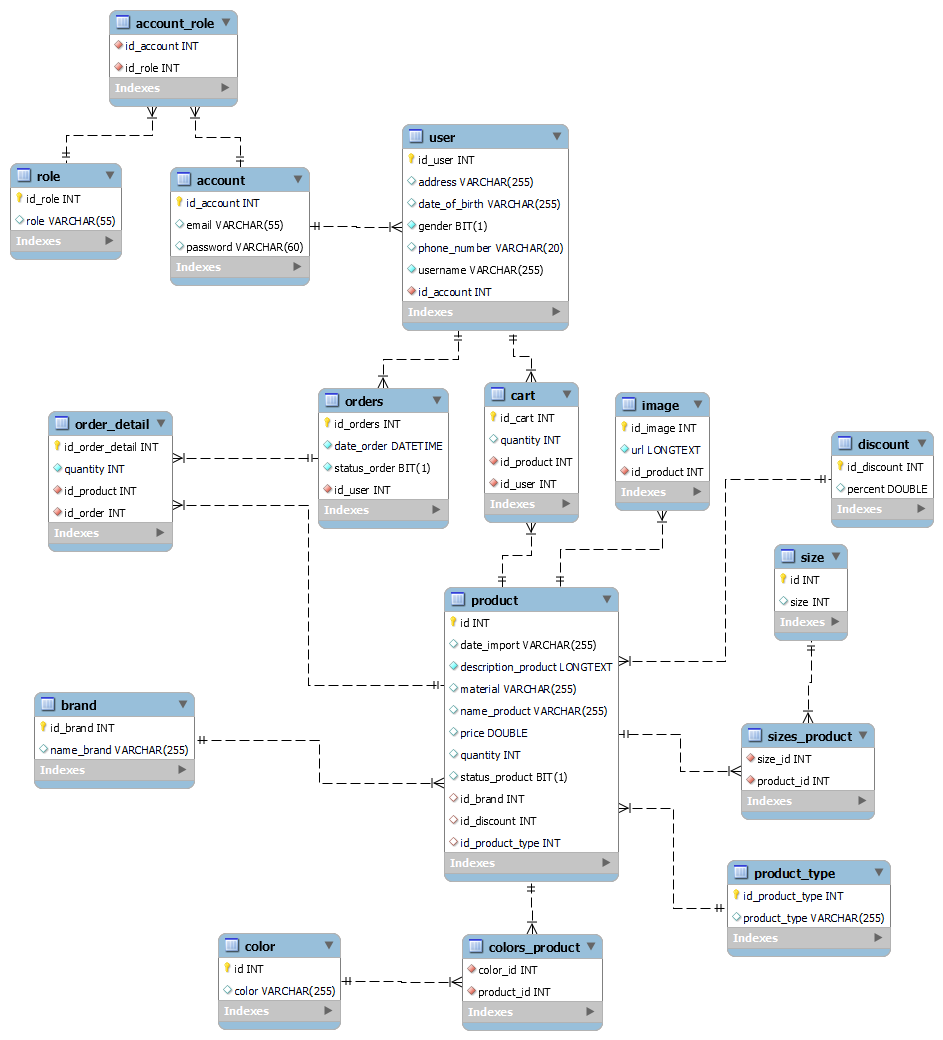 account_role
id_account INT
id_role INT
Indexes
role
id_role INT
role VARCHAR(55)
Indexes
account
id_account INT
email VARCHAR(55)
password VARCHAR(60)
Indexes
user
id_user INT
address VARCHAR(255)
date_of_birth VARCHAR(255)
gender BIT(1)
phone_number VARCHAR(20)
username VARCHAR(255)
id_account INT
Indexes
order_detail
id_order_detail INT
quantity INT
id_product INT
id_order INT
Indexes
orders
id_orders INT
date_order DATETIME
status_order BIT(1)
id_user INT
Indexes
cart
id_cart INT
quantity INT
id_product INT
id_user INT
Indexes
image
id_image INT
url LONGTEXT
id_product INT
Indexes
discount
id_discount INT
percent DOUBLE
Indexes
size
id INT
size INT
Indexes
product
id INT
date_import VARCHAR(255)
description_product LONGTEXT
material VARCHAR(255)
name_product VARCHAR(255)
price DOUBLE
quantity INT
status_product BIT(1)
id_brand INT
id_discount INT
id_product_type INT
Indexes
brand
id_brand INT
name_brand VARCHAR(255)
Indexes
sizes_product
size_id INT
product_id INT
Indexes
product_type
id_product_type INT
product_type VARCHAR(255)
Indexes
color
id INT
color VARCHAR(255)
Indexes
colors_product
color_id INT
product_id INT
Indexes